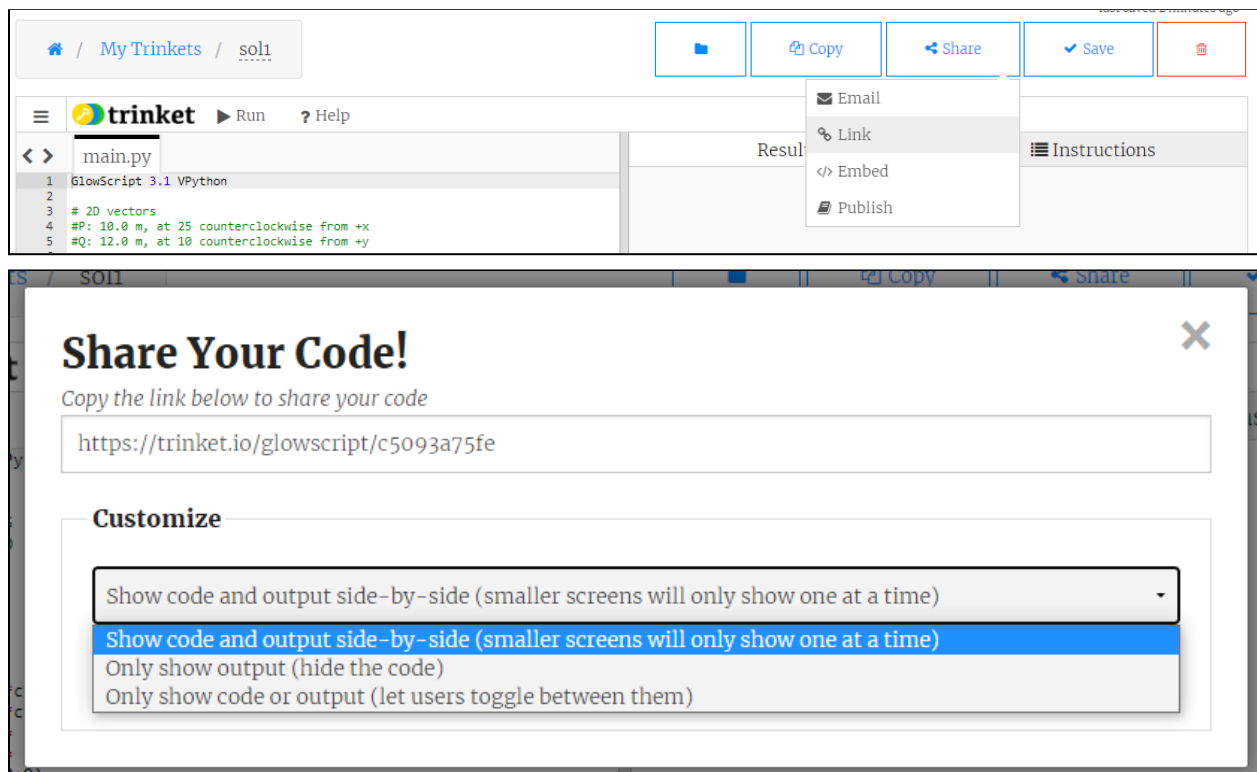 last saved 2 minutes ago
/ My Trinkets / sol1
Copy
Share
Save
Email
Link
Embed
Publish
trinket Run ? Help
main.py
Instructions
1 GlowScript 3.1 VPython
2
3 # 2D vectors
4 #P: 10.0 m, at 25 counterclockwise from +x
5 #Q: 12.0 m, at 10 counterclockwise from +y
/ sol1
Copy
Share
Share Your Code!
Copy the link below to share your code
https://trinket.io/glowscript/c5093a75fe
Customize
Show code and output side-by-side (smaller screens will only show one at a time)
Show code and output side-by-side (smaller screens will only show one at a time)
Only show output (hide the code)
Only show code or output (let users toggle between them)